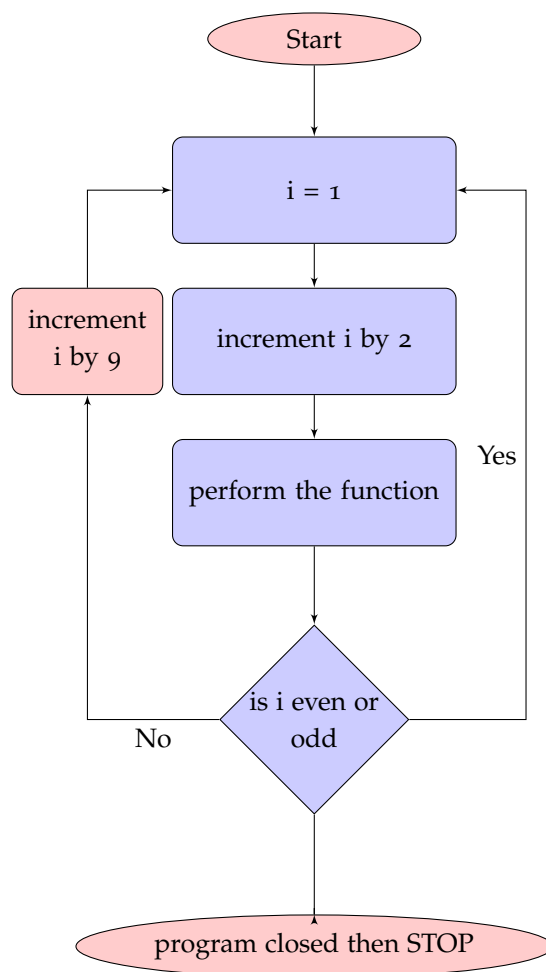 Start
i = 1
increment
i by 9
increment i by 2
Yes
perform the function
is i even or
odd
No
program closed then STOP